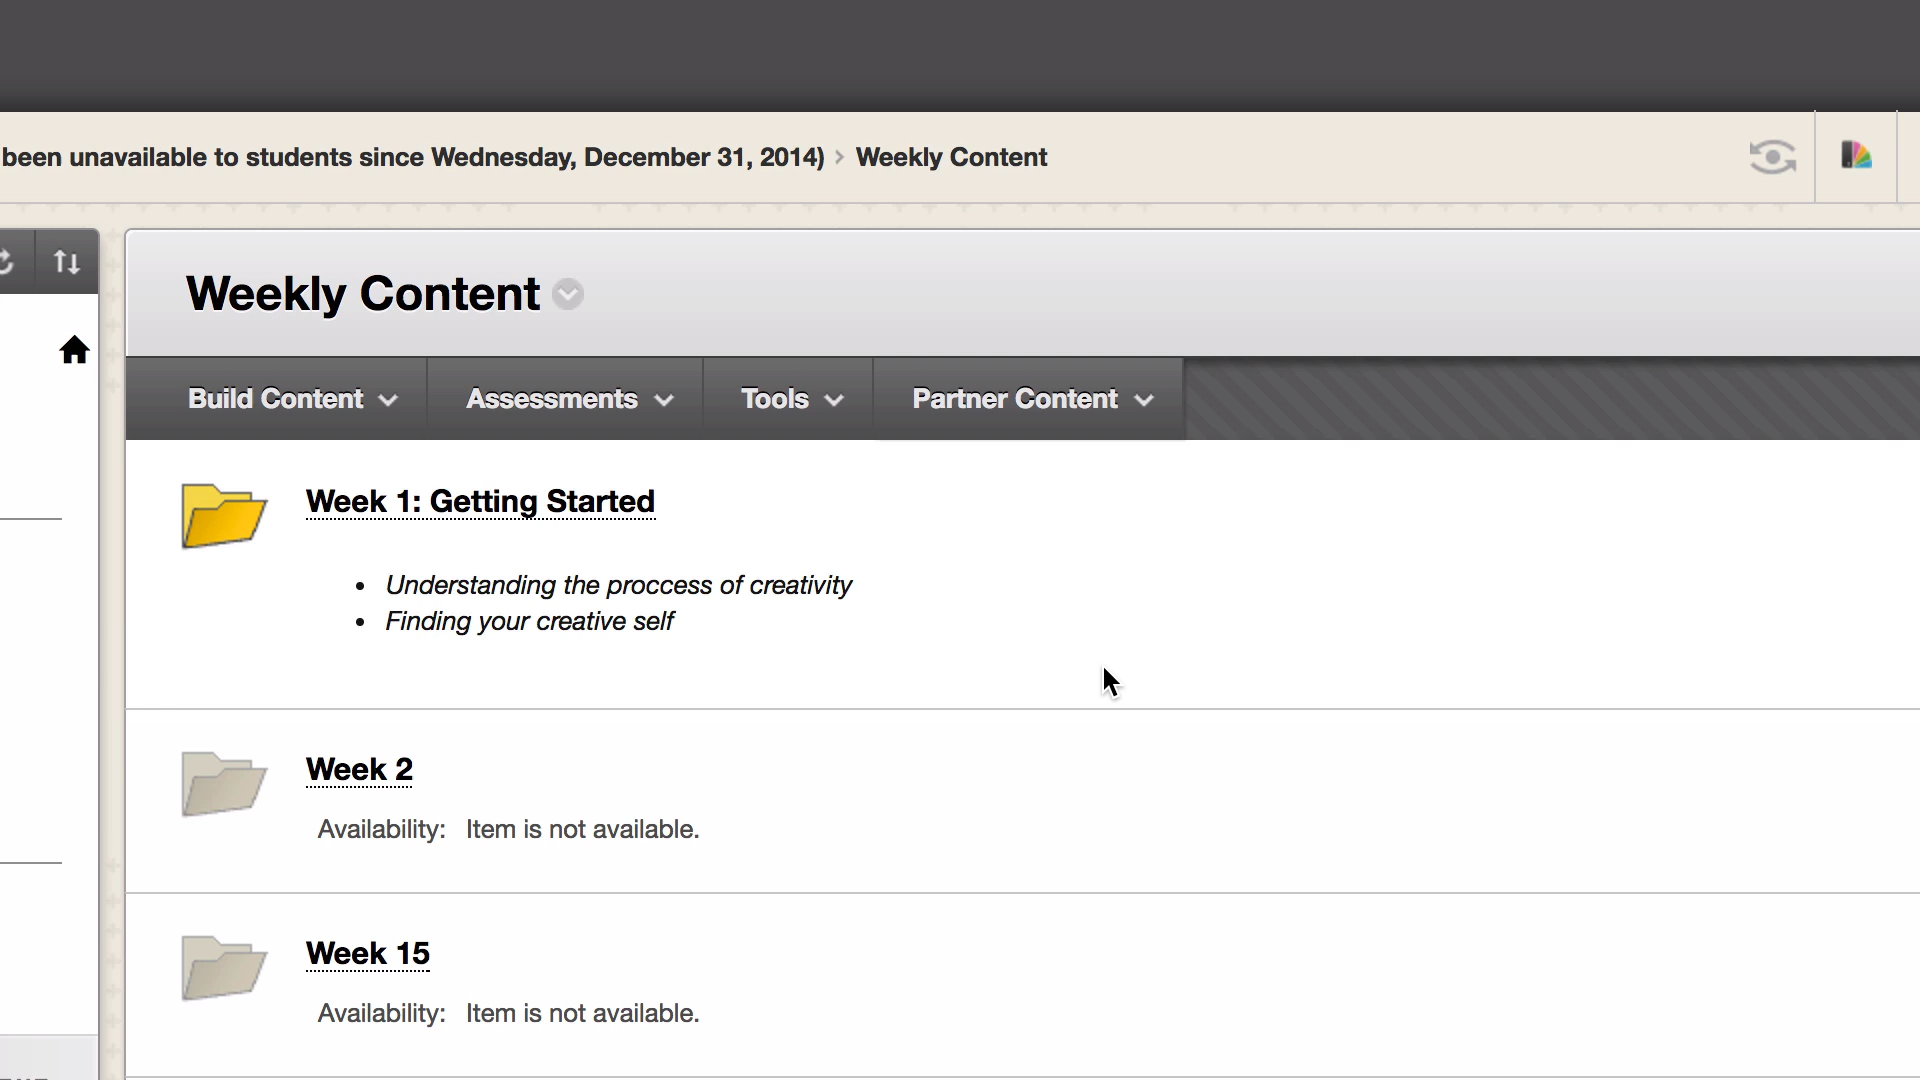 been unavailable to students since Wednesday, December 31, 2014) > Weekly Content
Weekly Content
Build Content Assessments Tools Partner Content
Week 1: Getting Started
• Understanding the proccess of creativity
• Finding your creative self
Week 2
Availability: Item is not available.
Week 15
Availability: Item is not available.